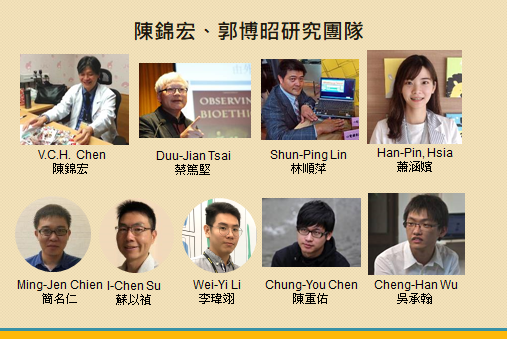 陳錦宏、郭博昭研究團隊
OBSERVING
BIOETHI
V.C.H. Chen
陳錦宏
Duu-Jian Tsai
蔡篤堅
Shun-Ping Lin
林順萍
Han-Pin, Hsia
蕭涵嬪
Ming-Jen Chien
簡名仁
I-Chen Su
蘇以禎
Wei-Yi Li
李瑋翊
Chung-You Chen
陳重佑
Cheng-Han Wu
吳承翰